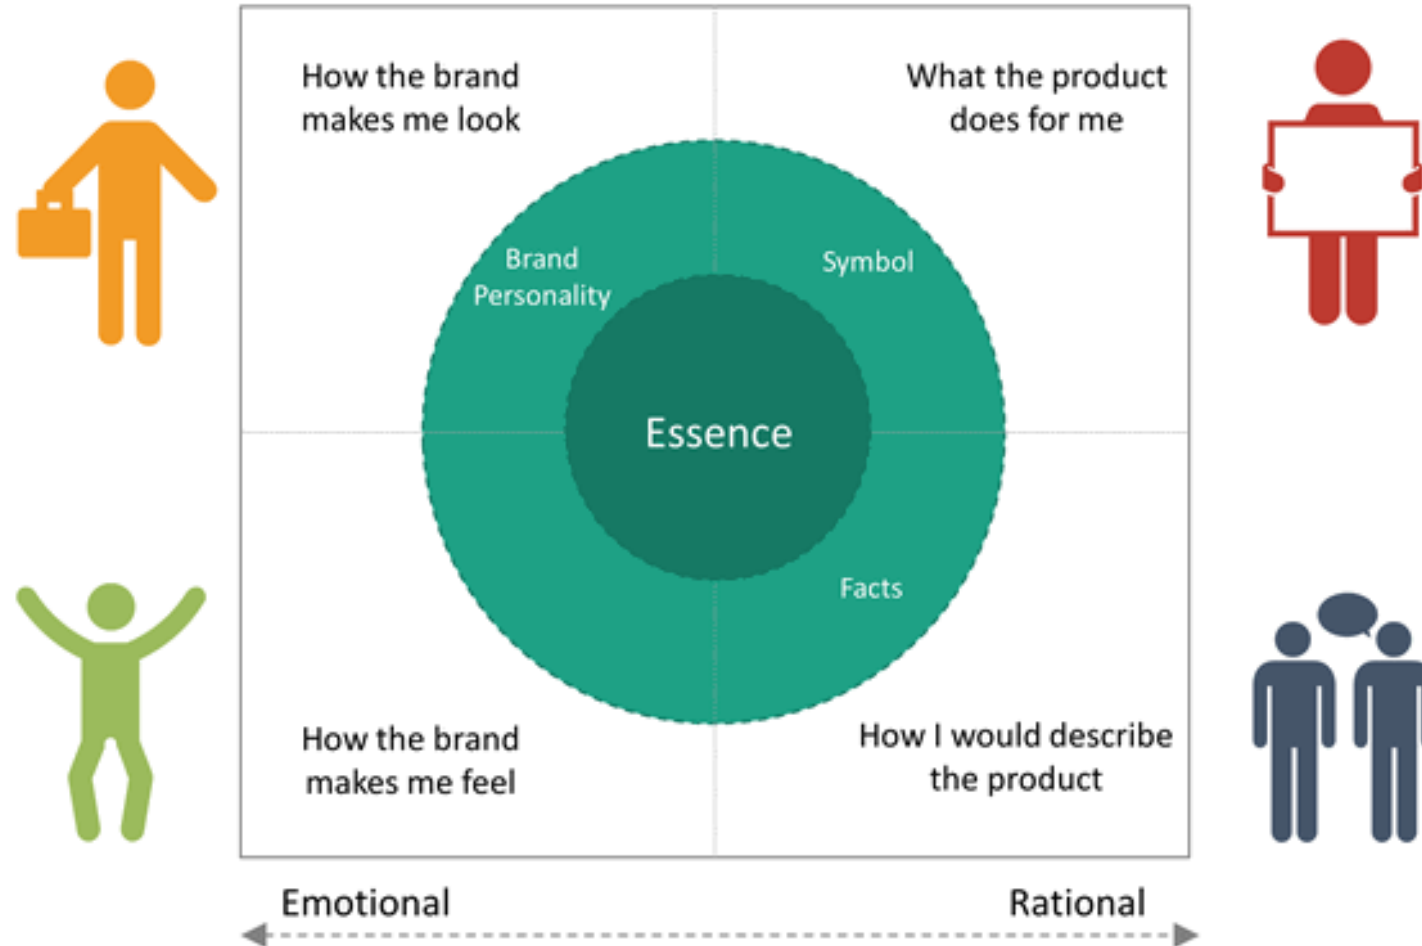 How the brand
makes me look
What the product
does for me
Brand
Personality
Symbol
Essence
Facts
How the brand
makes me feel
How I would describe
the product
Emotional
Rational